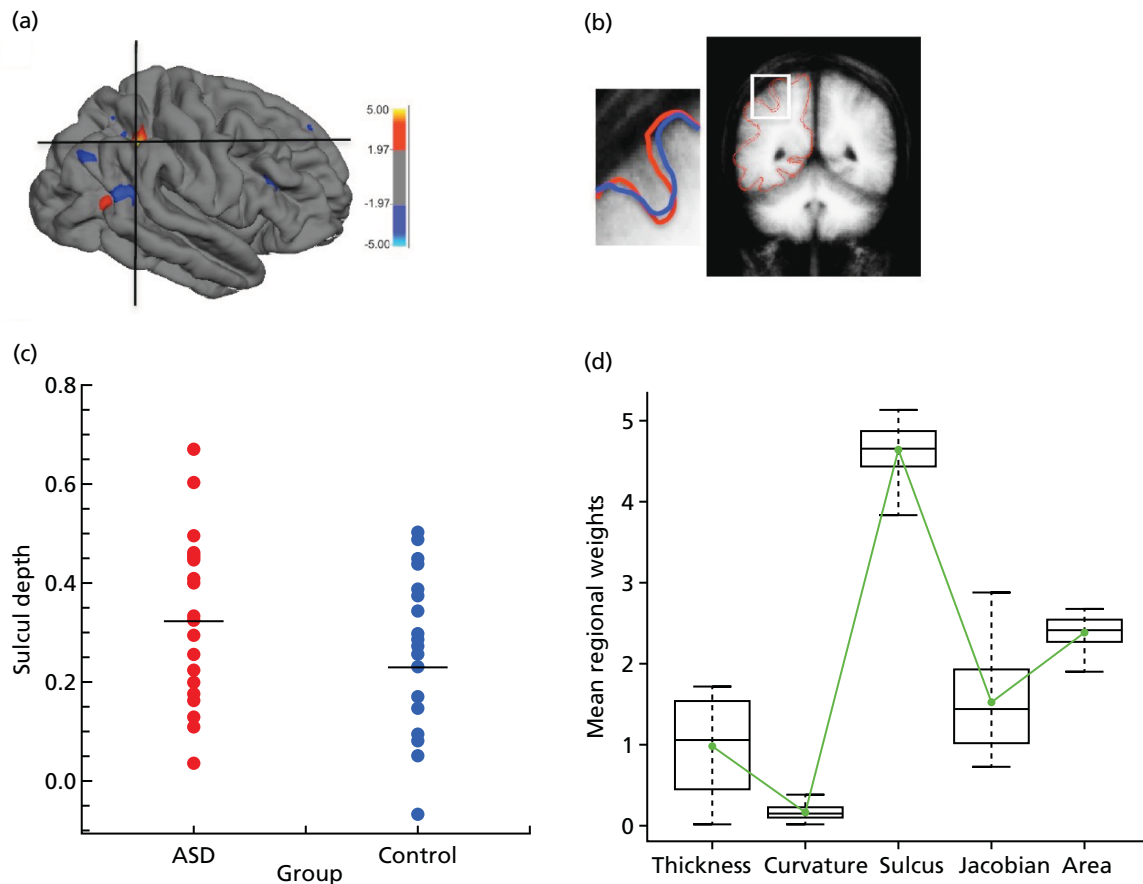 (a)
5.00
1.97
-1.97
-5.00
(b)
(c)
Sulcul depth
0.8
0.6
0.4
0.2
0.0
ASD
Control
Group
(d)
Mean regional weights
5
4
3
2
1
0
Thickness
Curvature
Sulcus
Jacobian
Area